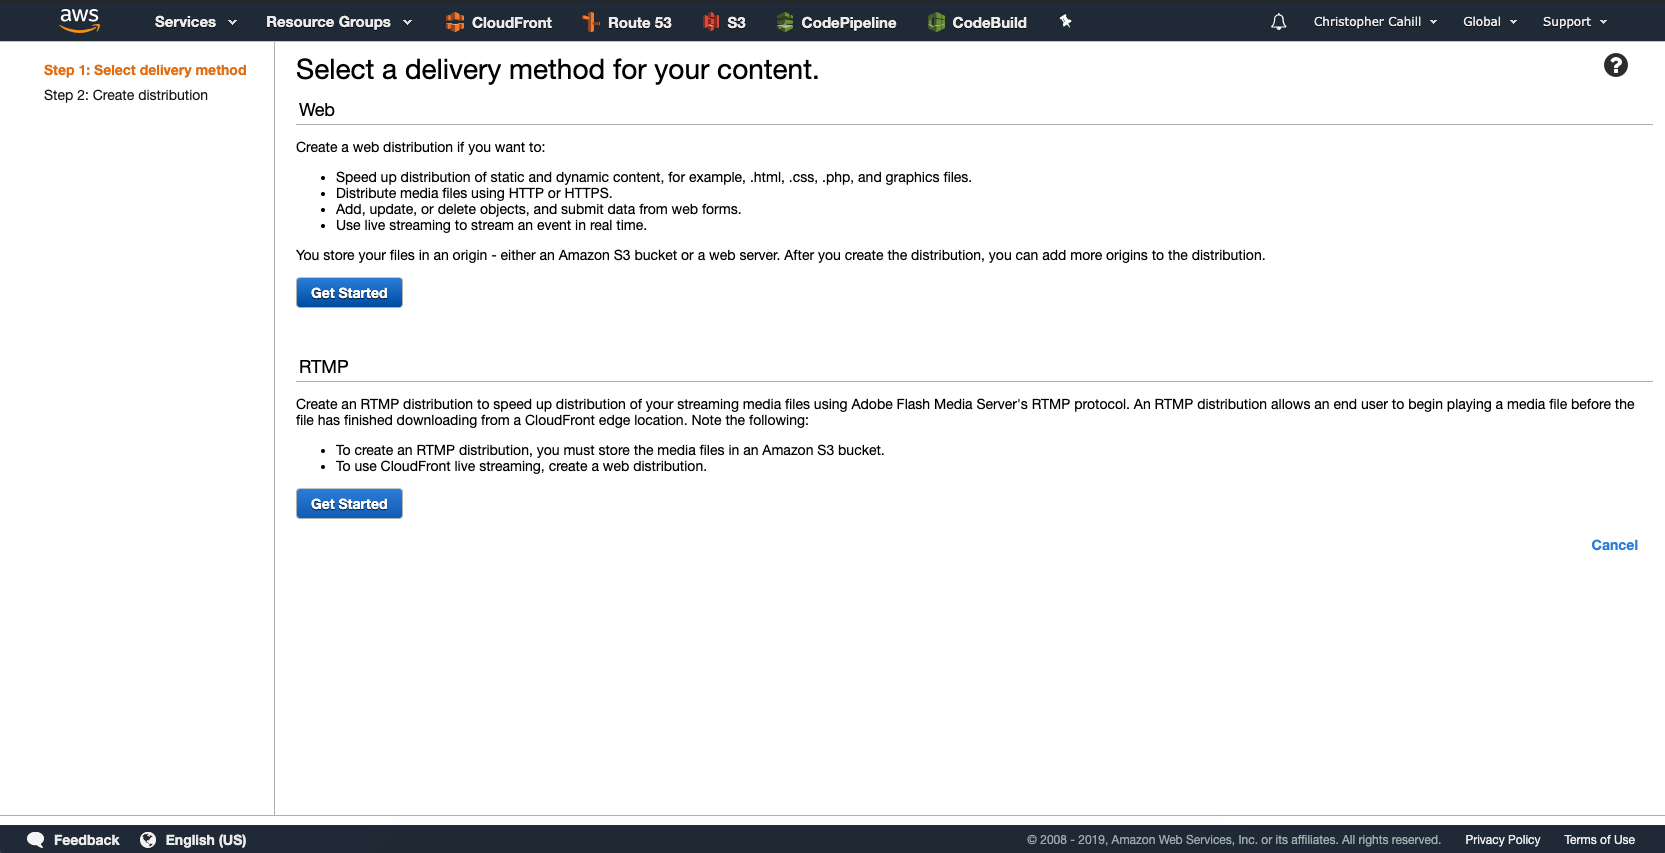 aws Services Resource Groups CloudFront Route 53 S3 CodePipeline CodeBuild Christopher Cahill Global Support
Step 1: Select delivery method
Step 2: Create distribution
Select a delivery method for your content.
?
Web
Create a web distribution if you want to:
• Speed up distribution of static and dynamic content, for example, .html, .css, .php, and graphics files.
• Distribute media files using HTTP or HTTPS.
• Add, update, or delete objects, and submit data from web forms.
• Use live streaming to stream an event in real time.
You store your files in an origin - either an Amazon S3 bucket or a web server. After you create the distribution, you can add more origins to the distribution.
Get Started
RTMP
Create an RTMP distribution to speed up distribution of your streaming media files using Adobe Flash Media Server's RTMP protocol. An RTMP distribution allows an end user to begin playing a media file before the
file has finished downloading from a CloudFront edge location. Note the following:
• To create an RTMP distribution, you must store the media files in an Amazon S3 bucket.
• To use CloudFront live streaming, create a web distribution.
Get Started
Cancel
Feedback English (US) © 2008 - 2019, Amazon Web Services, Inc. or its affiliates. All rights reserved. Privacy Policy Terms of Use